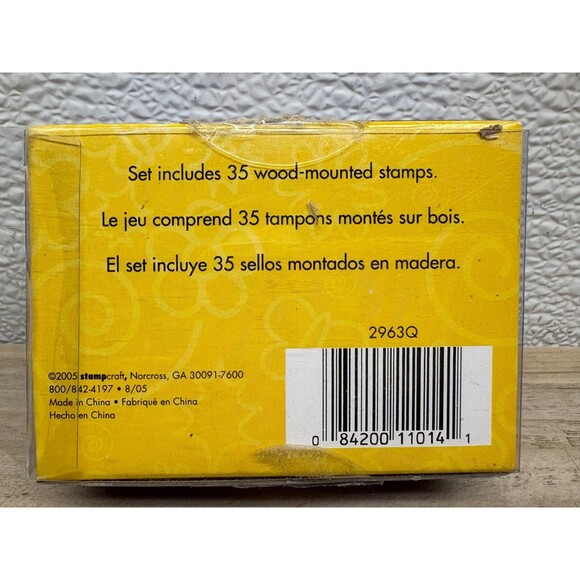 Set includes 35 wood-mounted stamps.
Le jeu comprend 35 tampons montés sur bois.
El set incluye 35 sellos montados en madera.
2963Q
©2005 stampcraft, Norcross, GA 30091-7600
800/842-4197 • 8/05
Made in China • Fabriqué en China
Hecho en China
0 84200 11014 1